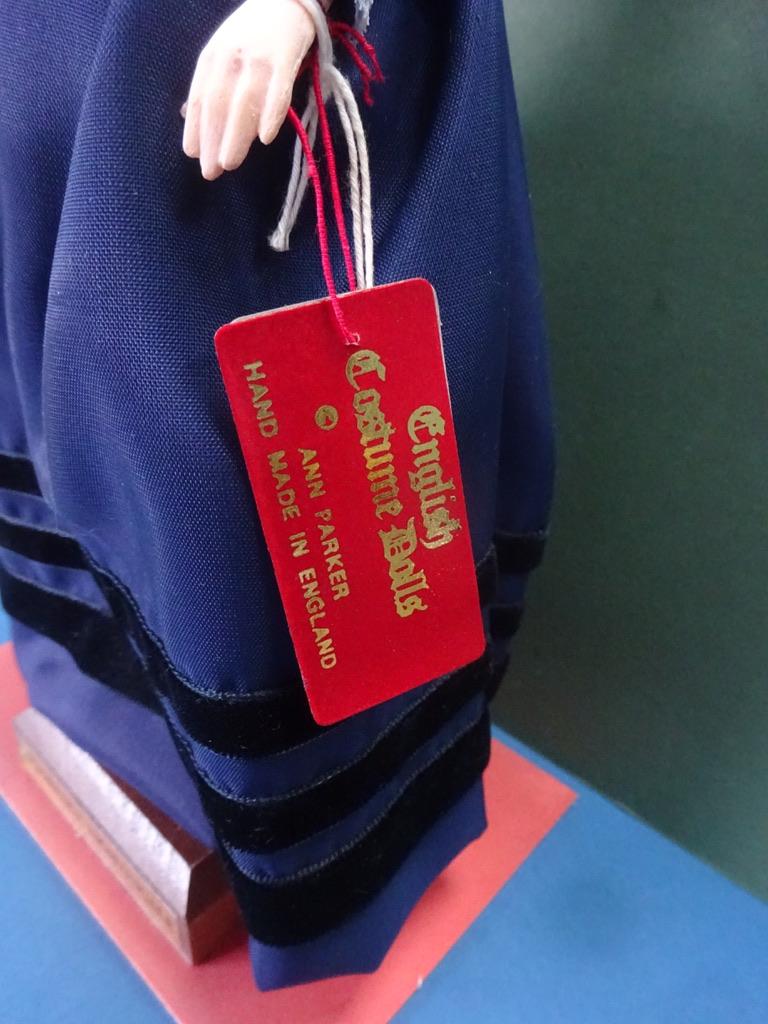 English
Costume Dolls
© ANN PARKER
HAND MADE IN ENGLAND